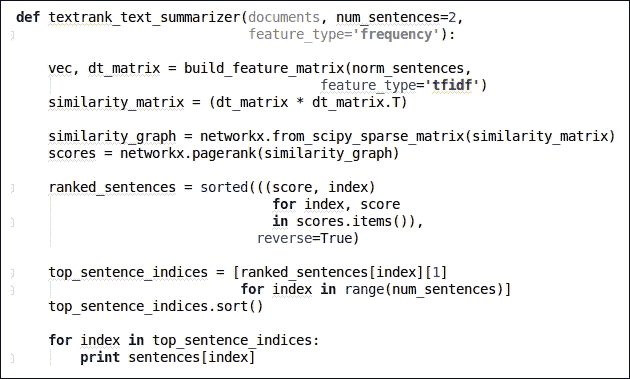 def textrank_text_summarizer(documents, num_sentences=2,
                             feature_type='frequency'):
    vec, dt_matrix = build_feature_matrix(norm_sentences,
                                      feature_type='tfidf')
    similarity_matrix = (dt_matrix * dt_matrix.T)
    similarity_graph = networkx.from_scipy_sparse_matrix(similarity_matrix)
    scores = networkx.pagerank(similarity_graph)
    ranked_sentences = sorted(((score, index)
                                for index, score
                                in scores.items()),
                              reverse=True)
    top_sentence_indices = [ranked_sentences[index][1]
                            for index in range(num_sentences)]
    top_sentence_indices.sort()
    for index in top_sentence_indices:
        print sentences[index]